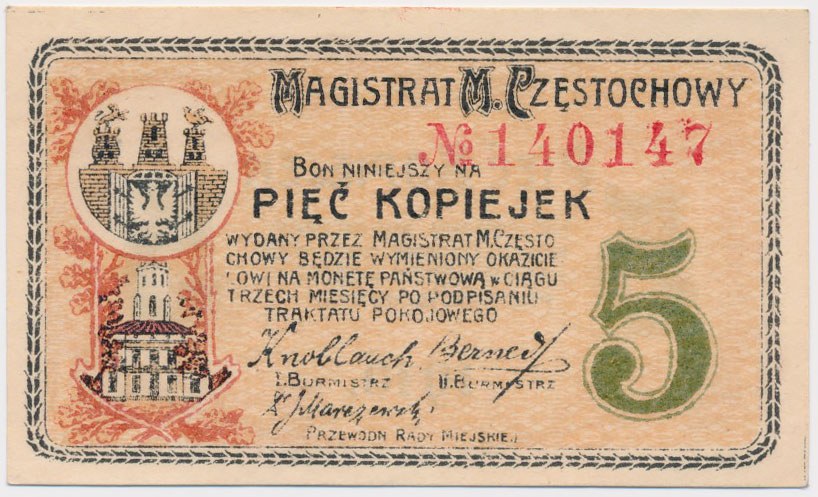 MAGISTRAT M. CZĘSTOCHOWY
№ 140147
BON NINIEJSZY NA
PIĘĆ KOPIEJEK
WYDANY PRZEZ MAGISTRAT M. CZĘSTO
CHOWY BĘDZIE WYMIENIONY OKAZICIE
LOWI NA MONETĘ PAŃSTWOWĄ w CIĄGU
TRZECH MIESIĘCY PO PODPISANIU
TRAKTATU POKOJOWEGO
5
Knoblauch
I. BURMISTRZ II. BURMISTRZ
PRZEWODN. RADY MIEJSKIEJ